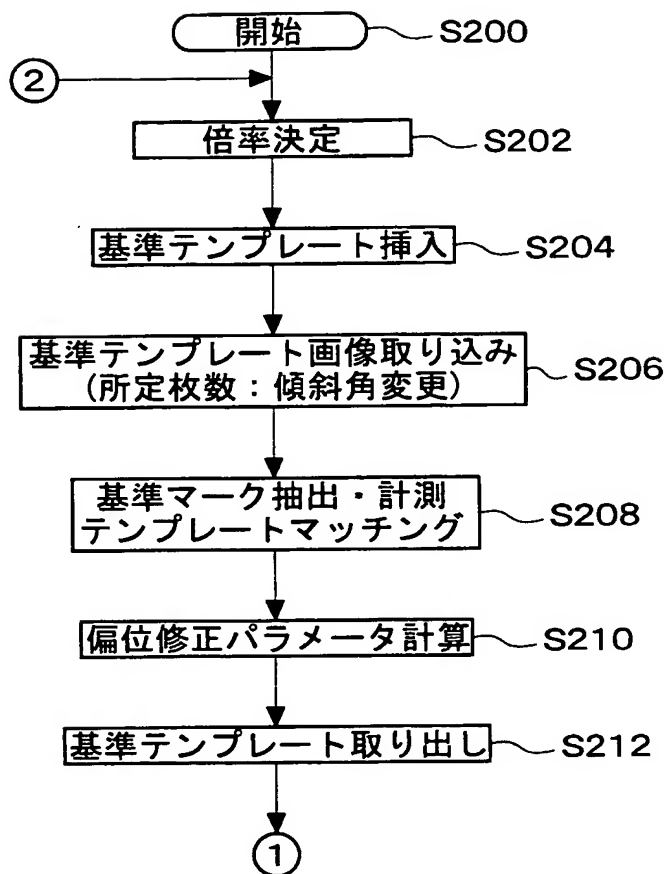 開始
S200
②
倍率決定
S202
基準テンプレート挿入
S204
基準テンプレート画像取り込み
(所定枚数：傾斜角変更)
S206
基準マーク抽出・計測
テンプレートマッチング
S208
偏位修正パラメータ計算
S210
基準テンプレート取り出し
S212
①